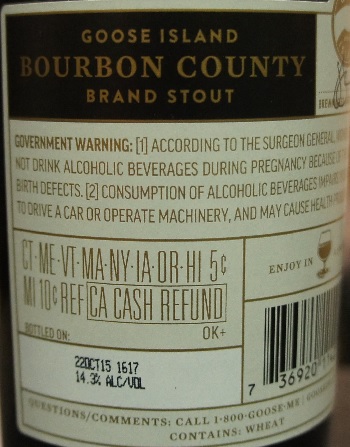 GOOSE ISLAND
BOURBON COUNTY
BRAND STOUT
GOVERNMENT WARNING: [1] ACCORDING TO THE SURGEON GENERAL,
NOT DRINK ALCOHOLIC BEVERAGES DURING PREGNANCY BECAUSE
BIRTH DEFECTS. [2] CONSUMPTION OF ALCOHOLIC BEVERAGES
TO DRIVE A CAR OR OPERATE MACHINERY, AND MAY CAUSE HEALTH
CT·ME·VT·MA·NY·IA·OR·HI 5¢
MI 10¢ REF CA CASH REFUND
BOTTLED ON:
OK+
22OCT15 1617
14.3% ALC/VOL
ENJOY IN
7 36920
QUESTIONS/COMMENTS: CALL 1-800-GOOSE-ME
CONTAINS: WHEAT